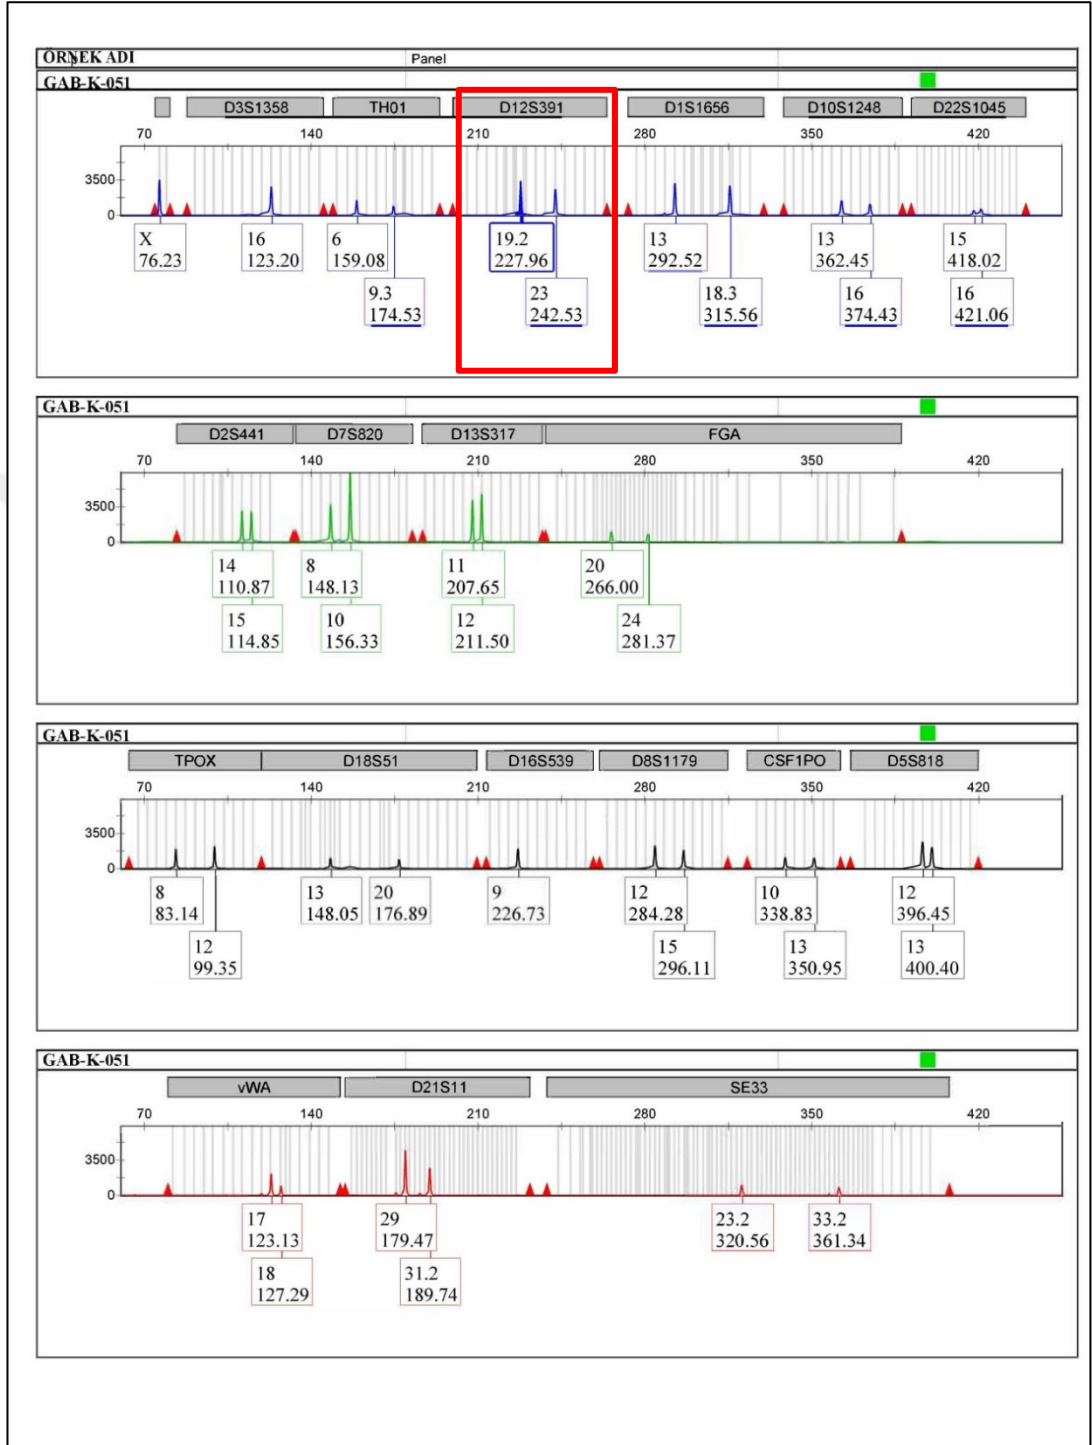 ÖRNEK ADI Panel
GAB-K-051
D3S1358 TH01 D12S391 D1S1656 D10S1248 D22S1045
70 140 210 280 350 420
3500
0
X 16 6 19.2 13 13 15
76.23 123.20 159.08 227.96 292.52 362.45 418.02
9.3 23 18.3 16 16
174.53 242.53 315.56 374.43 421.06
GAB-K-051
D2S441 D7S820 D13S317 FGA
70 140 210 280 350 420
3500
0
14 8 11 20
110.87 148.13 207.65 266.00
15 10 12 24
114.85 156.33 211.50 281.37
GAB-K-051
TPOX D18S51 D16S539 D8S1179 CSF1PO D5S818
70 140 210 280 350 420
3500
0
8 13 20 9 12 10 12
83.14 148.05 176.89 226.73 284.28 338.83 396.45
12 15 13 13
99.35 296.11 350.95 400.40
GAB-K-051
vWA D21S11 SE33
70 140 210 280 350 420
3500
0
17 29 23.2 33.2
123.13 179.47 320.56 361.34
18 31.2
127.29 189.74